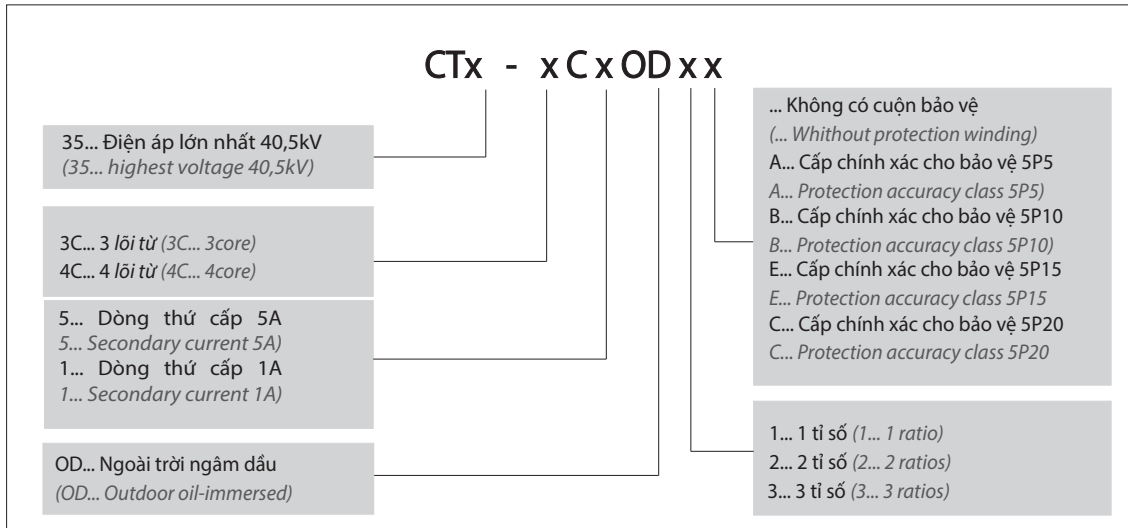 CTx - x C x OD x x
35... Điện áp lớn nhất 40,5kV
(35... highest voltage 40,5kV)
3C... 3 lõi từ (3C... 3core)
4C... 4 lõi từ (4C... 4core)
5... Dòng thứ cấp 5A
5... Secondary current 5A)
1... Dòng thứ cấp 1A
1... Secondary current 1A)
OD... Ngoài trời ngâm dầu
(OD... Outdoor oil-immersed)
... Không có cuộn bảo vệ
(... Whithout protection winding)
A... Cấp chính xác cho bảo vệ 5P5
A... Protection accuracy class 5P5)
B... Cấp chính xác cho bảo vệ 5P10
B... Protection accuracy class 5P10)
E... Cấp chính xác cho bảo vệ 5P15
E... Protection accuracy class 5P15
C... Cấp chính xác cho bảo vệ 5P20
C... Protection accuracy class 5P20
1... 1 tỉ số (1... 1 ratio)
2... 2 tỉ số (2... 2 ratios)
3... 3 tỉ số (3... 3 ratios)